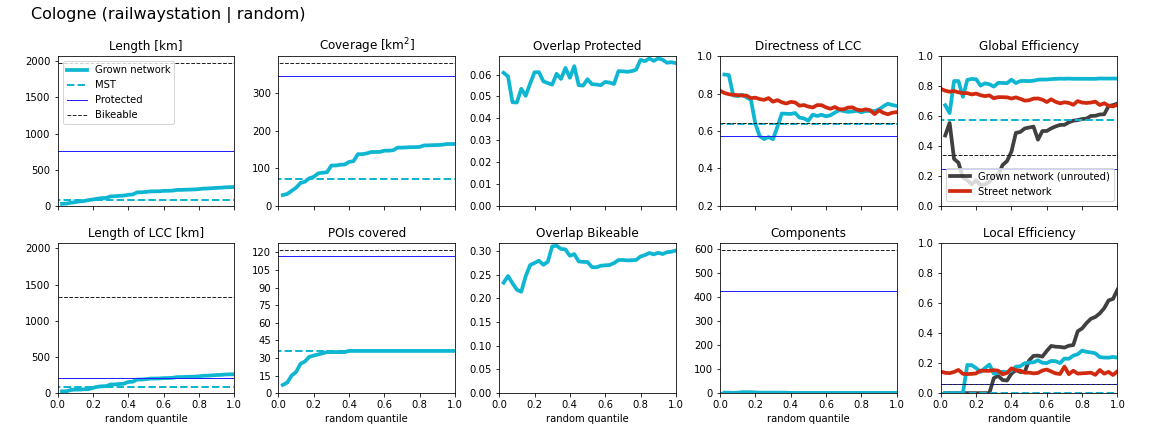 Cologne (railwaystation | random)
Length [km]
Coverage [km²]
Overlap Protected
Directness of LCC
Global Efficiency
2000
1500
1000
500
0
Grown network
MST
Protected
Bikeable
300
200
100
0
0.06
0.05
0.04
0.03
0.02
0.01
0.00
1.0
0.8
0.6
0.4
0.2
1.0
0.8
0.6
0.4
0.2
0.0
Grown network (unrouted)
Street network
Length of LCC [km]
POIs covered
Overlap Bikeable
Components
Local Efficiency
2000
1500
1000
500
0
0.0 0.2 0.4 0.6 0.8 1.0
random quantile
120
105
90
75
60
45
30
15
0
0.0 0.2 0.4 0.6 0.8 1.0
random quantile
0.30
0.25
0.20
0.15
0.10
0.05
0.00
0.0 0.2 0.4 0.6 0.8 1.0
random quantile
600
500
400
300
200
100
0
0.0 0.2 0.4 0.6 0.8 1.0
random quantile
1.0
0.8
0.6
0.4
0.2
0.0
0.0 0.2 0.4 0.6 0.8 1.0
random quantile